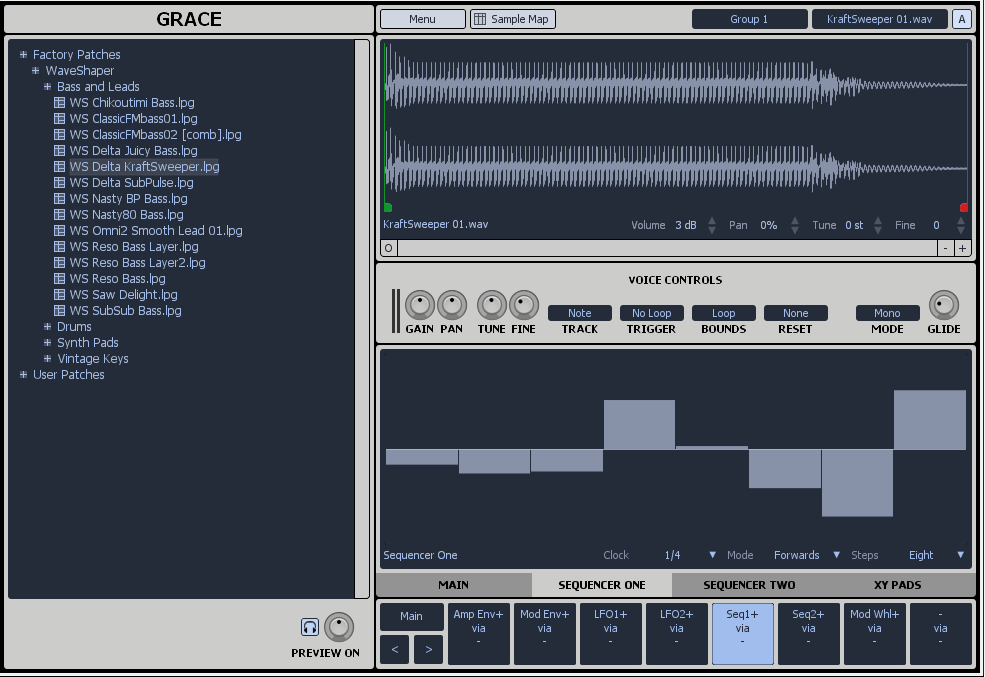 GRACE
Menu
Sample Map
Group 1
KraftSweeper 01.wav
A
Factory Patches
WaveShaper
Bass and Leads
WS Chikoutimi Bass.lpg
WS ClassicFMbass01.lpg
WS ClassicFMbass02 [comb].lpg
WS Delta Juicy Bass.lpg
WS Delta KraftSweeper.lpg
WS Delta SubPulse.lpg
WS Nasty BP Bass.lpg
WS Nasty80 Bass.lpg
WS Omni2 Smooth Lead 01.lpg
WS Reso Bass Layer.lpg
WS Reso Bass Layer2.lpg
WS Reso Bass.lpg
WS Saw Delight.lpg
WS SubSub Bass.lpg
Drums
Synth Pads
Vintage Keys
User Patches
PREVIEW ON
KraftSweeper 01.wav Volume 3 dB Pan 0% Tune 0 st Fine 0
O - +
VOICE CONTROLS
Note No Loop Loop None Mono
GAIN PAN TUNE FINE TRACK TRIGGER BOUNDS RESET MODE GLIDE
Sequencer One Clock 1/4 Mode Forwards Steps Eight
MAIN SEQUENCER ONE SEQUENCER TWO XY PADS
Main
< >
Amp Env+
via
-
Mod Env+
via
-
LFO1+
via
-
LFO2+
via
-
Seq1+
via
-
Seq2+
via
-
Mod Whl+
via
-
-
via
-